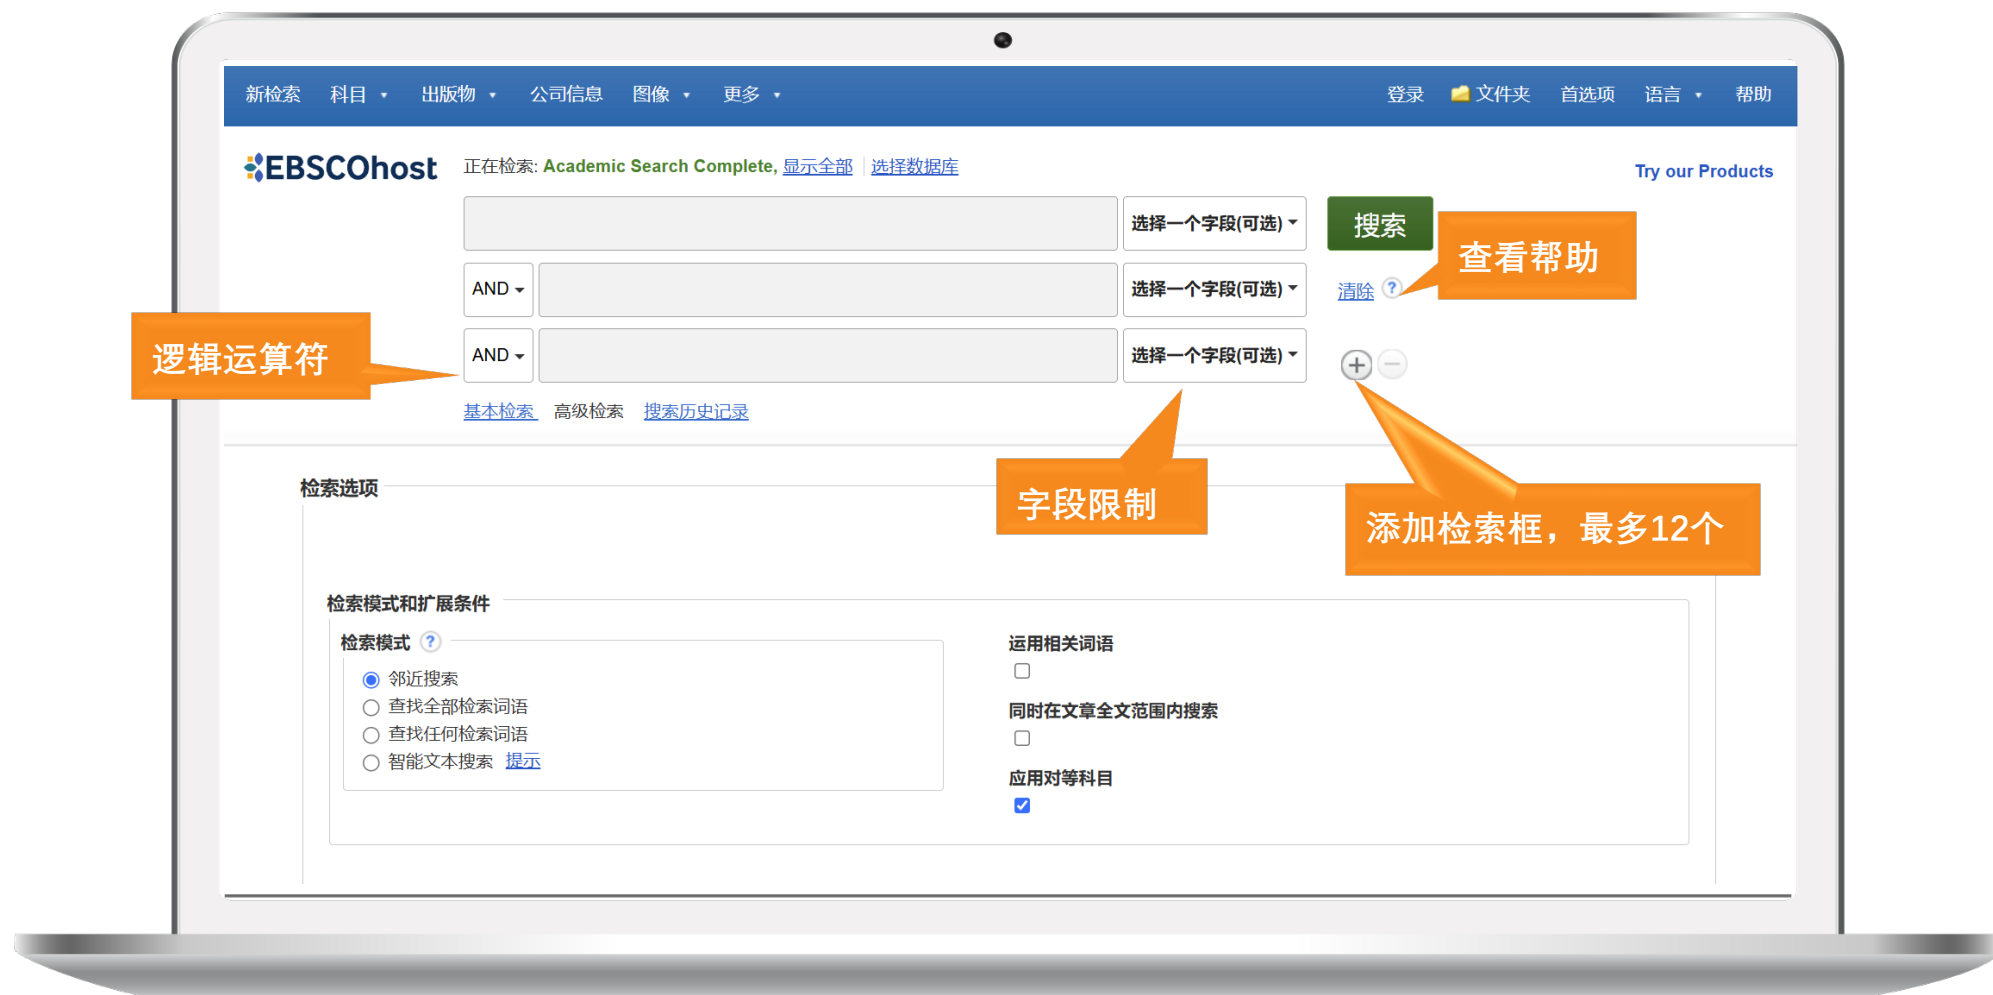 新检索 科目 出版物 公司信息 图像 更多 登录 文件夹 首选项 语言 帮助
EBSCOhost 正在检索: Academic Search Complete, 显示全部 选择数据库 Try our Products
选择一个字段(可选) 搜索
查看帮助
AND 选择一个字段(可选) 清除 ?
逻辑运算符
AND 选择一个字段(可选)
基本检索 高级检索 搜索历史记录
检索选项
字段限制
添加检索框，最多12个
检索模式和扩展条件
检索模式 ?
邻近搜索
查找全部检索词语
查找任何检索词语
智能文本搜索 提示
运用相关词语
同时在文章全文范围内搜索
应用对等科目